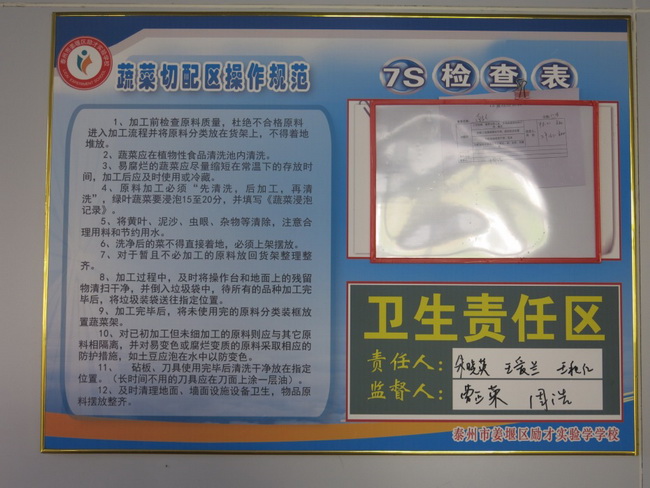 蔬菜切配区操作规范
1、加工前检查原料质量，杜绝不合格原料
进入加工流程并将原料分类放在货架上，不得着地
堆放。
2、蔬菜应在植物性食品清洗池内清洗。
3、易腐烂的蔬菜应尽量缩短在常温下的存放时
间，加工后应及时使用或冷藏。
4、原料加工必须“先清洗，后加工，再清
洗”，绿叶蔬菜要浸泡15至20分，并填写《蔬菜浸泡
记录》。
5、将黄叶、泥沙、虫眼、杂物等清除，注意合
理用料和节约用水。
6、洗净后的菜不得直接着地，必须上架摆放。
7、对于暂且不必加工的原料放回货架整理整
齐。
8、加工过程中，及时将操作台和地面上的残留
物清扫干净，并倒入垃圾袋中，待所有的品种加工完
毕后，将垃圾装袋送往指定位置。
9、加工完毕后，将未使用完的原料分类装框放
置蔬菜架。
10、对已初加工但未细加工的原料则应与其它原
料相隔离，并对易变色或腐烂变质的原料采取相应的
防护措施，如土豆应泡在水中以防变色。
11、砧板、刀具使用完毕后清洗干净入放在指定
位置。（长时间不用的刀具应在刀面上涂一层油）。
12、及时清理地面、墙面设施设备卫生，物品原
料摆放整齐。
7S检查表
卫生责任区
责任人：王爱兰
监督人：周浩
泰州市姜堰区励才实验学学校